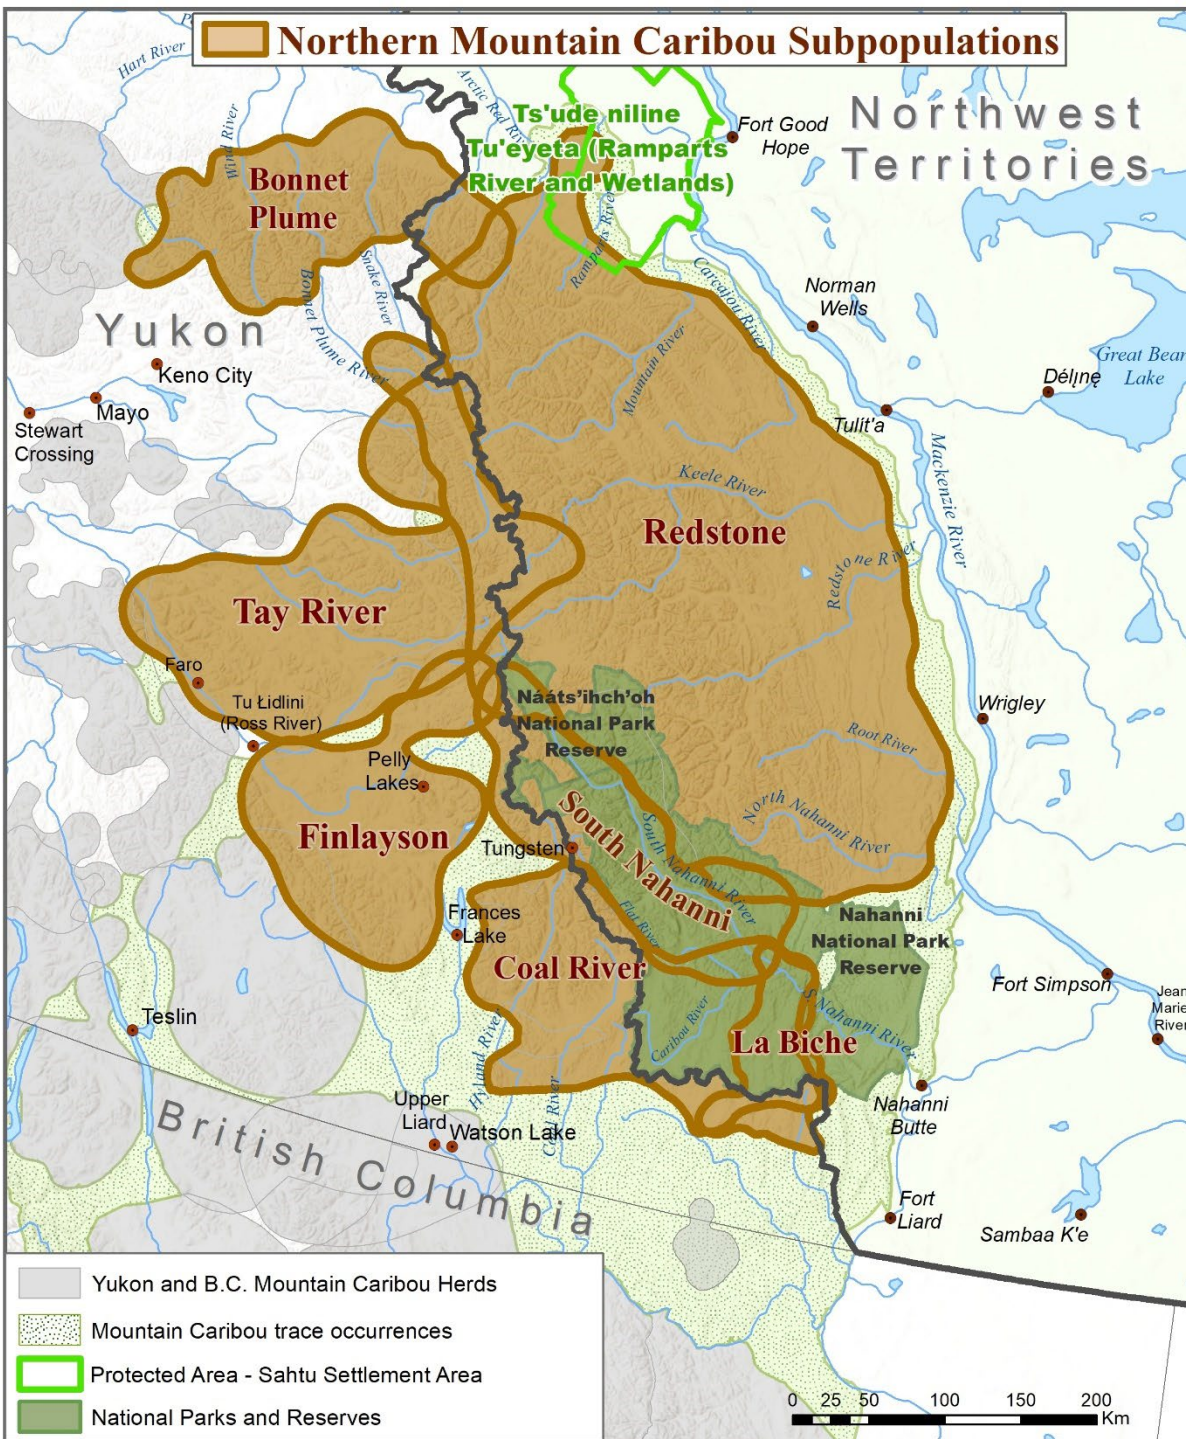 Northern Mountain Caribou Subpopulations
Hart River
Wind River
Arctic Red River
Ts'ude niline
Tu'eyeta (Ramparts
River and Wetlands)
Fort Good
Hope
Northwest
Territories
Bonnet
Plume
Ramparts River
Snake River
Bonnet Plume River
Carcajou River
Norman
Wells
Yukon
Keno City
Mayo
Stewart
Crossing
Mountain River
Great Bear
Lake
Délı̨nę
Tulít'a
Mackenzie River
Keele River
Redstone
Redstone River
Tay River
Faro
Tu Łidlini
(Ross River)
Nááts'ihch'oh
National Park
Reserve
Wrigley
Root River
Pelly
Lakes
North Nahanni River
Finlayson
South Nahanni
South Nahanni River
Tungsten
Flat River
Frances
Lake
Nahanni
National Park
Reserve
Coal River
Fort Simpson
Jean
Marie
River
S. Nahanni River
Caribou River
La Biche
Teslin
Hyland River
Coal River
Nahanni
Butte
Upper
Liard
Watson Lake
British Columbia
Fort
Liard
Sambaa K'e
Yukon and B.C. Mountain Caribou Herds
Mountain Caribou trace occurrences
Protected Area - Sahtu Settlement Area
National Parks and Reserves
0 25 50 100 150 200
Km